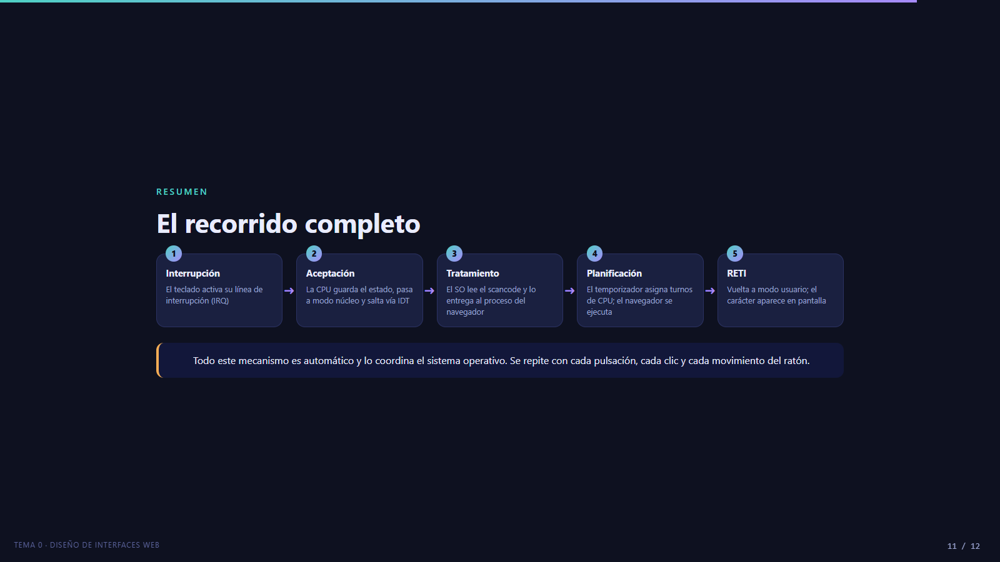 RESUMEN
El recorrido completo
1
Interrupción
El teclado activa su línea de
interrupción (IRQ)
➜
2
Aceptación
La CPU guarda el estado, pasa
a modo núcleo y salta vía IDT
➜
3
Tratamiento
El SO lee el scancode y lo
entrega al proceso del
navegador
➜
4
Planificación
El temporizador asigna turnos
de CPU; el navegador se
ejecuta
➜
5
RETI
Vuelta a modo usuario; el
carácter aparece en pantalla
Todo este mecanismo es automático y lo coordina el sistema operativo. Se repite con cada pulsación, cada clic y cada movimiento del ratón.
TEMA 0 · DISEÑO DE INTERFACES WEB
11 / 12